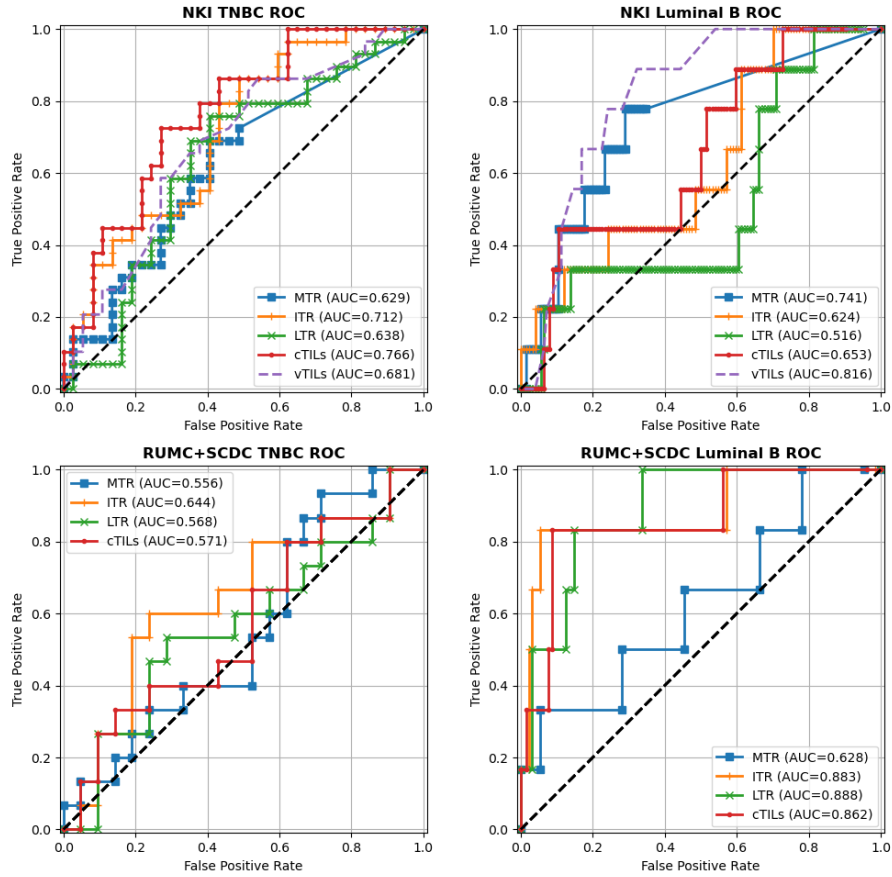 NKI TNBC ROC
1.0
0.8
0.6
0.4
0.2
0.0
True Positive Rate
MTR (AUC=0.629)
ITR (AUC=0.712)
LTR (AUC=0.638)
cTILs (AUC=0.766)
vTILs (AUC=0.681)
0.0 0.2 0.4 0.6 0.8 1.0
False Positive Rate
NKI Luminal B ROC
1.0
0.8
0.6
0.4
0.2
0.0
True Positive Rate
MTR (AUC=0.741)
ITR (AUC=0.624)
LTR (AUC=0.516)
cTILs (AUC=0.653)
vTILs (AUC=0.816)
0.0 0.2 0.4 0.6 0.8 1.0
False Positive Rate
RUMC+SCDC TNBC ROC
1.0
0.8
0.6
0.4
0.2
0.0
True Positive Rate
MTR (AUC=0.556)
ITR (AUC=0.644)
LTR (AUC=0.568)
cTILs (AUC=0.571)
0.0 0.2 0.4 0.6 0.8 1.0
False Positive Rate
RUMC+SCDC Luminal B ROC
1.0
0.8
0.6
0.4
0.2
0.0
True Positive Rate
MTR (AUC=0.628)
ITR (AUC=0.883)
LTR (AUC=0.888)
cTILs (AUC=0.862)
0.0 0.2 0.4 0.6 0.8 1.0
False Positive Rate